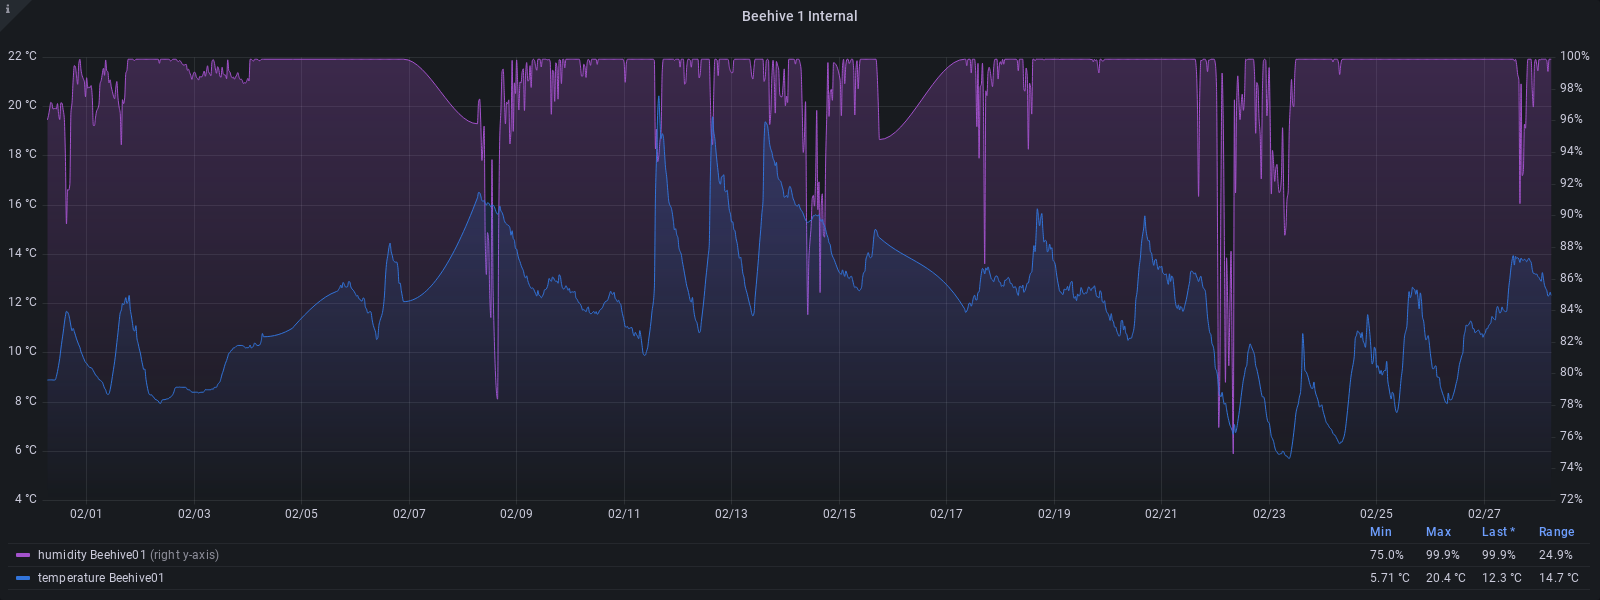 i
Beehive 1 Internal
22 °C 100%
98%
20 °C
96%
18 °C
94%
92%
16 °C
90%
14 °C
88%
86%
12 °C
84%
82%
10 °C
80%
8 °C
78%
76%
6 °C
74%
4 °C 72%
02/01 02/03 02/05 02/07 02/09 02/11 02/13 02/15 02/17 02/19 02/21 02/23 02/25 02/27
Min Max Last * Range
humidity Beehive01 (right y-axis) 75.0% 99.9% 99.9% 24.9%
temperature Beehive01 5.71 °C 20.4 °C 12.3 °C 14.7 °C